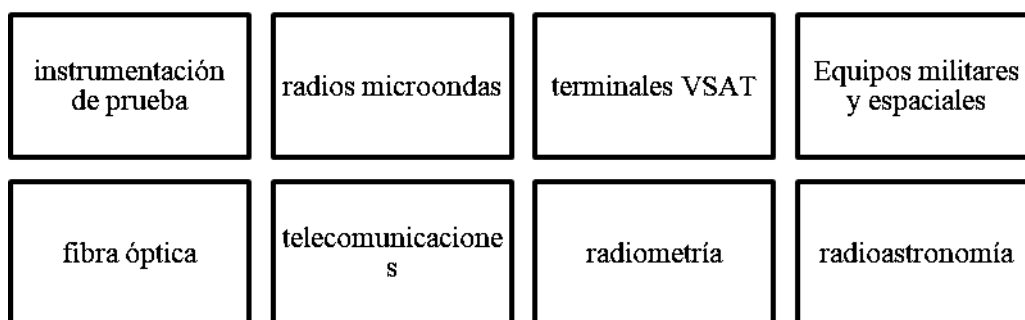 instrumentación
de prueba
radios microondas
terminales VSAT
Equipos militares
y espaciales
fibra óptica
telecomunicacione
s
radiometría
radioastronomía